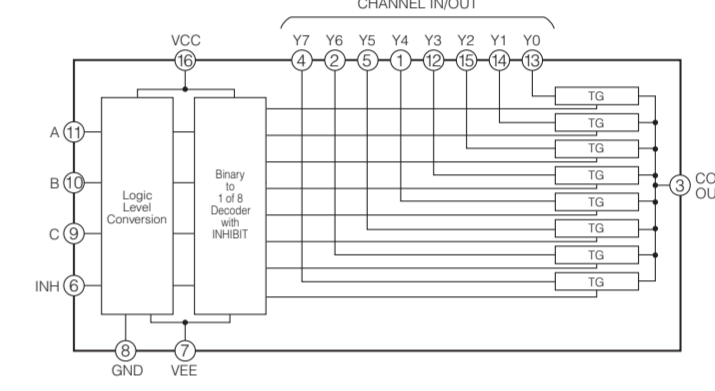 CHANNEL IN/OUT
VCC Y7 Y6 Y5 Y4 Y3 Y2 Y1 Y0
16 4 2 5 1 12 15 14 13
TG
TG
TG
TG
TG
TG
TG
TG
A 11
B 10
C 9
INH 6
Logic
Level
Conversion
Binary
to
1 of 8
Decoder
with
INHIBIT
3
8 7
GND VEE